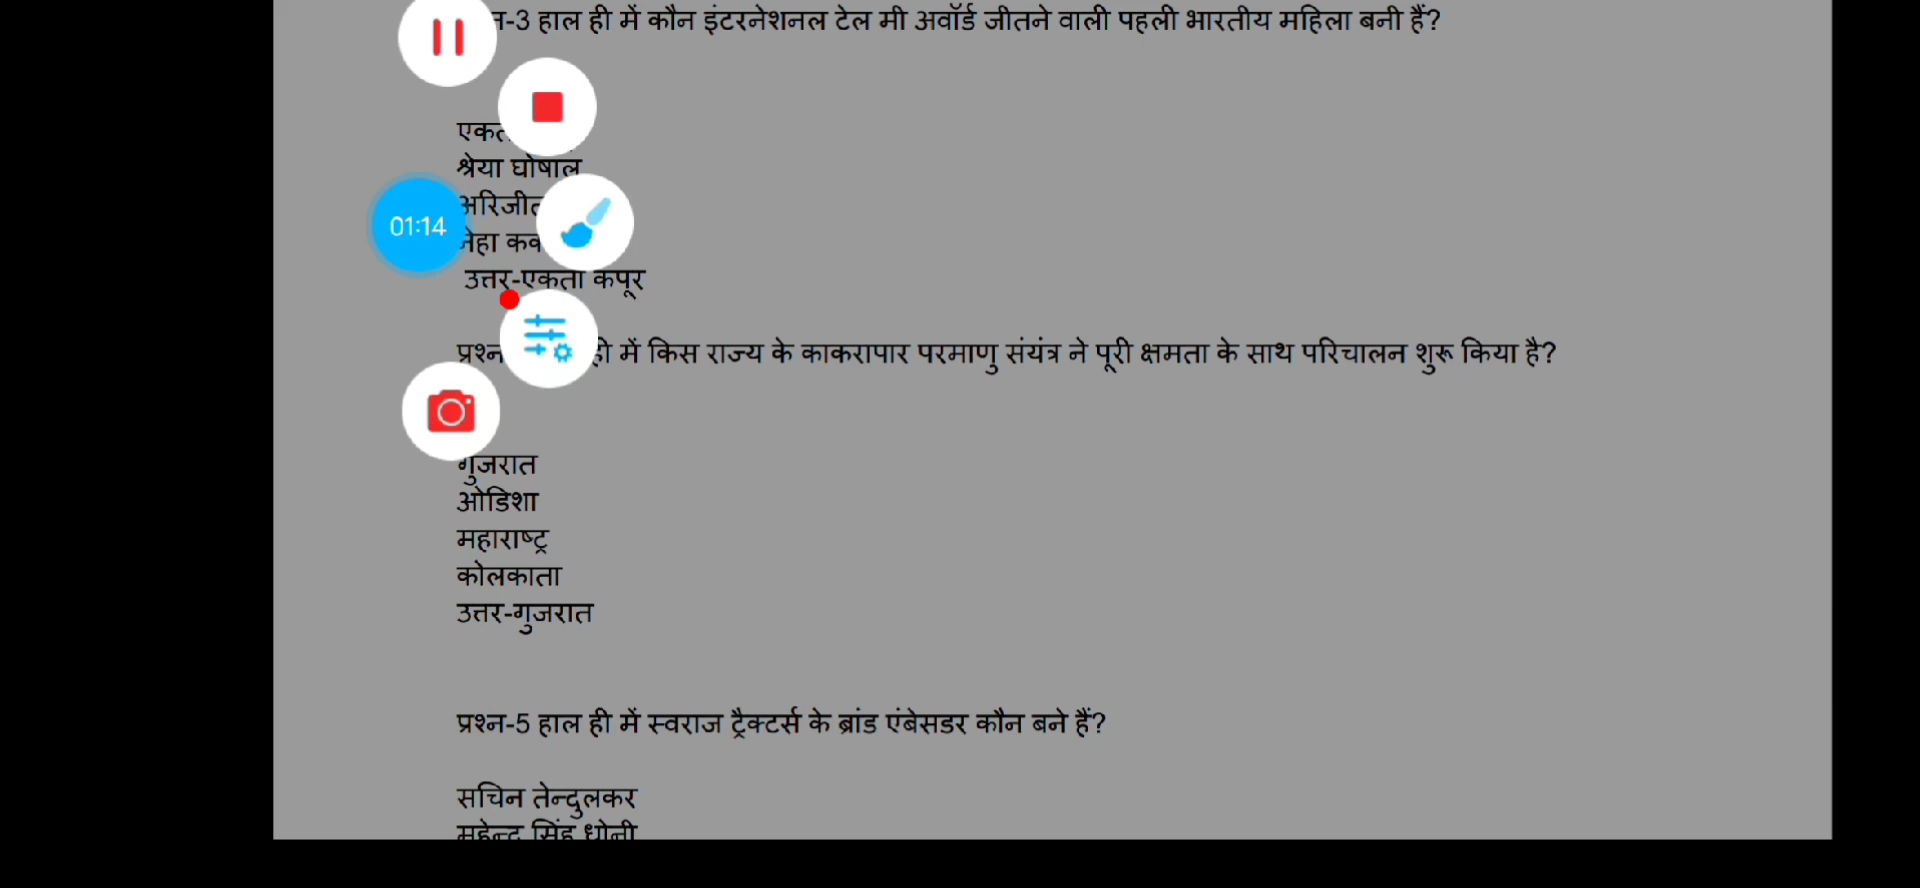 -3 हाल ही में कौन इंटरनेशनल टेल मी अवॉर्ड जीतने वाली पहली भारतीय महिला बनी हैं?
श्रेया घोषाल
01:14
उत्तर-एकता कपूर
में किस राज्य के काकरापार परमाणु संयंत्र ने पूरी क्षमता के साथ परिचालन शुरू किया है?
गुजरात
ओडिशा
महाराष्ट्र
कोलकाता
उत्तर-गुजरात
प्रश्न-5 हाल ही में स्वराज ट्रैक्टर्स के ब्रांड एंबेसडर कौन बने हैं?
सचिन तेन्दुलकर
महेन्द्र सिंह धोनी